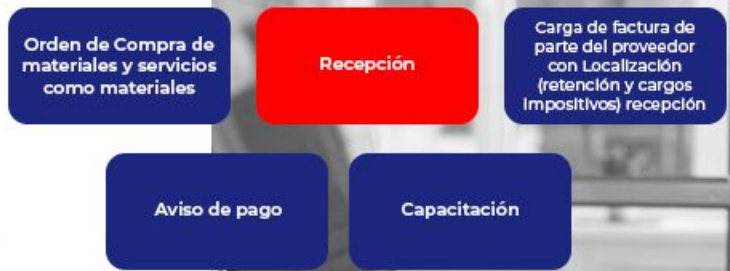 Orden de Compra de
materiales y servicios
como materiales
Recepción
Carga de factura de
parte del proveedor
con Localización
(retención y cargos
impositivos) recepción
Aviso de pago
Capacitación